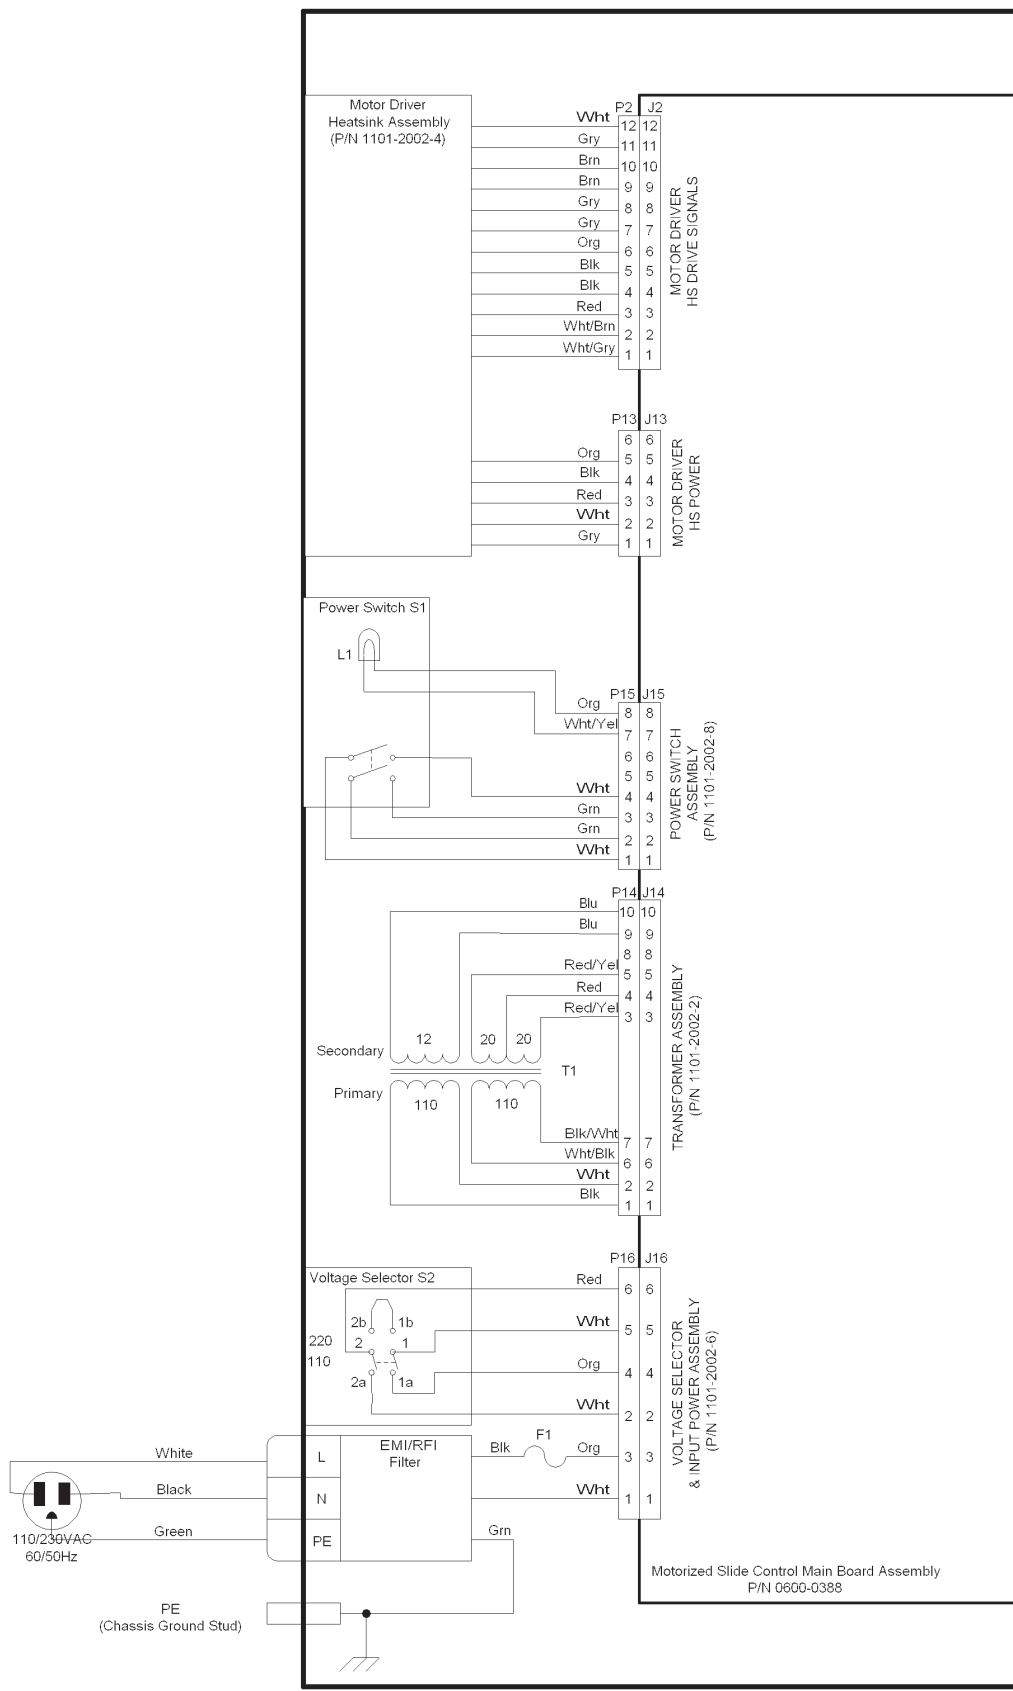 Motor Driver
Heatsink Assembly
(P/N 1101-2002-4)
P2 J2
Wht 12 12
Gry 11 11
Brn 10 10
Brn 9 9
Gry 8 8
Gry 7 7
Org 6 6
Blk 5 5
Blk 4 4
Red 3 3
Wht/Brn 2 2
Wht/Gry 1 1
MOTOR DRIVER
HS DRIVE SIGNALS
P13 J13
6 6
Org 5 5
Blk 4 4
Red 3 3
Wht 2 2
Gry 1 1
MOTOR DRIVER
HS POWER
Power Switch S1
L1
P15 J15
Org 8 8
Wht/Yel 7 7
6 6
5 5
Wht 4 4
Grn 3 3
Grn 2 2
Wht 1 1
POWER SWITCH
ASSEMBLY
(P/N 1101-2002-8)
P14 J14
Blu 10 10
Blu 9 9
8 8
Red/Yel 5 5
Red 4 4
Red/Yel 3 3
12 20 20
Secondary
T1
Primary
110 110
Blk/Wht 7 7
Wht/Blk 6 6
Wht 2 2
Blk 1 1
TRANSFORMER ASSEMBLY
(P/N 1101-2002-2)
P16 J16
Voltage Selector S2
Red 6 6
2b 1b
Wht 5 5
220 2 1
110
Org 4 4
2a 1a
Wht 2 2
VOLTAGE SELECTOR
& INPUT POWER ASSEMBLY
(P/N 1101-2002-6)
EMI/RFI
Filter
F1
White L Blk Org 3 3
Black N Wht 1 1
Green PE Grn
110/230VAC
60/50Hz
Motorized Slide Control Main Board Assembly
P/N 0600-0388
PE
(Chassis Ground Stud)